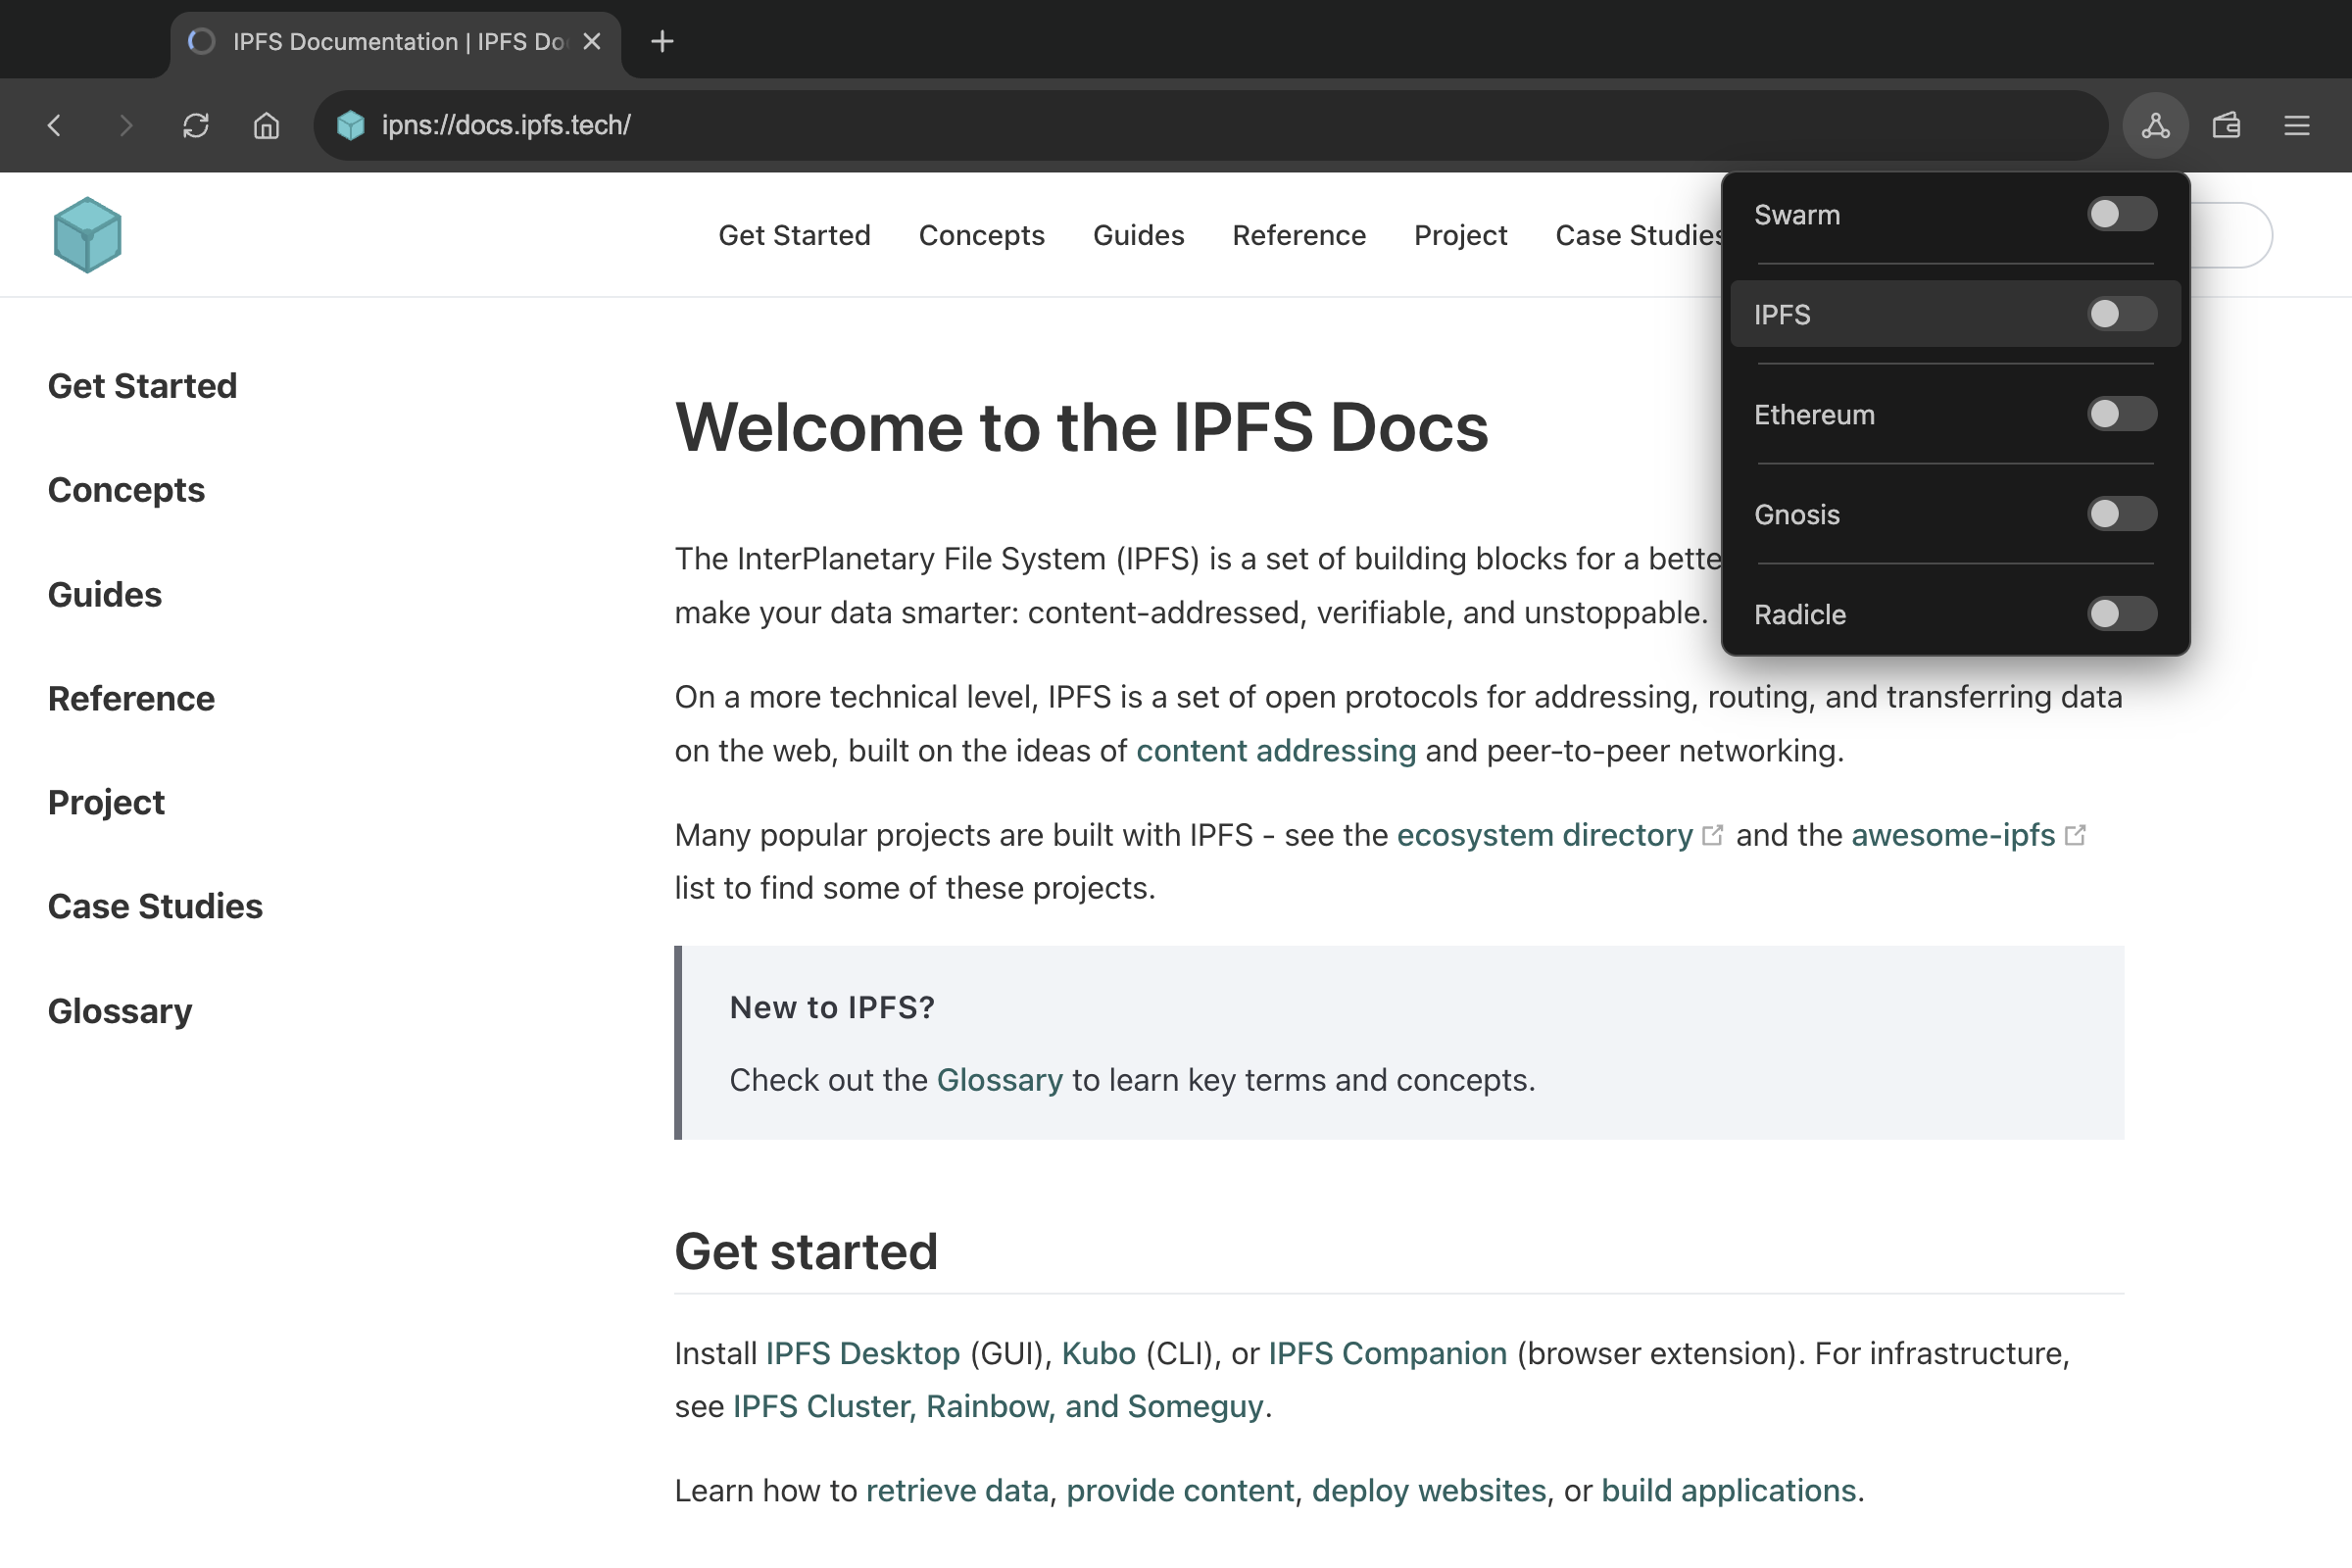 IPFS Documentation | IPFS Do
ipns://docs.ipfs.tech/
Get Started
Concepts
Guides
Reference
Project
Case Studies
Swarm
IPFS
Ethereum
Gnosis
Radicle
Get Started
Concepts
Guides
Reference
Project
Case Studies
Glossary
Welcome to the IPFS Docs
The InterPlanetary File System (IPFS) is a set of building blocks for a bette
make your data smarter: content-addressed, verifiable, and unstoppable.
On a more technical level, IPFS is a set of open protocols for addressing, routing, and transferring data
on the web, built on the ideas of content addressing and peer-to-peer networking.
Many popular projects are built with IPFS - see the ecosystem directory and the awesome-ipfs
list to find some of these projects.
New to IPFS?
Check out the Glossary to learn key terms and concepts.
Get started
Install IPFS Desktop (GUI), Kubo (CLI), or IPFS Companion (browser extension). For infrastructure,
see IPFS Cluster, Rainbow, and Someguy.
Learn how to retrieve data, provide content, deploy websites, or build applications.